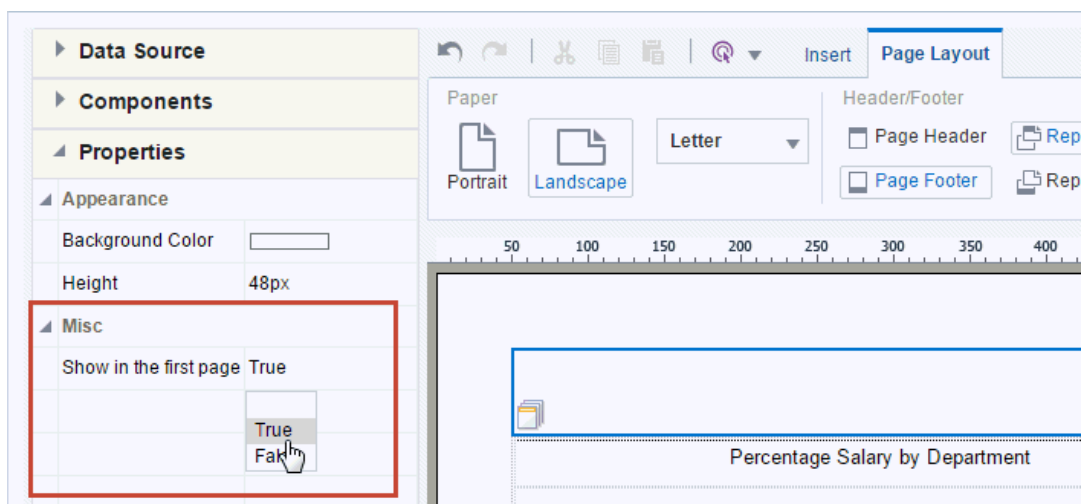 Data Source
Components
Properties
Appearance
Background Color
Height 48px
Misc
Show in the first page True
True
Insert Page Layout
Paper Header/Footer
Portrait
Landscape
Letter
Page Header
Page Footer
50 100 150 200 250 300 350 400
Percentage Salary by Department